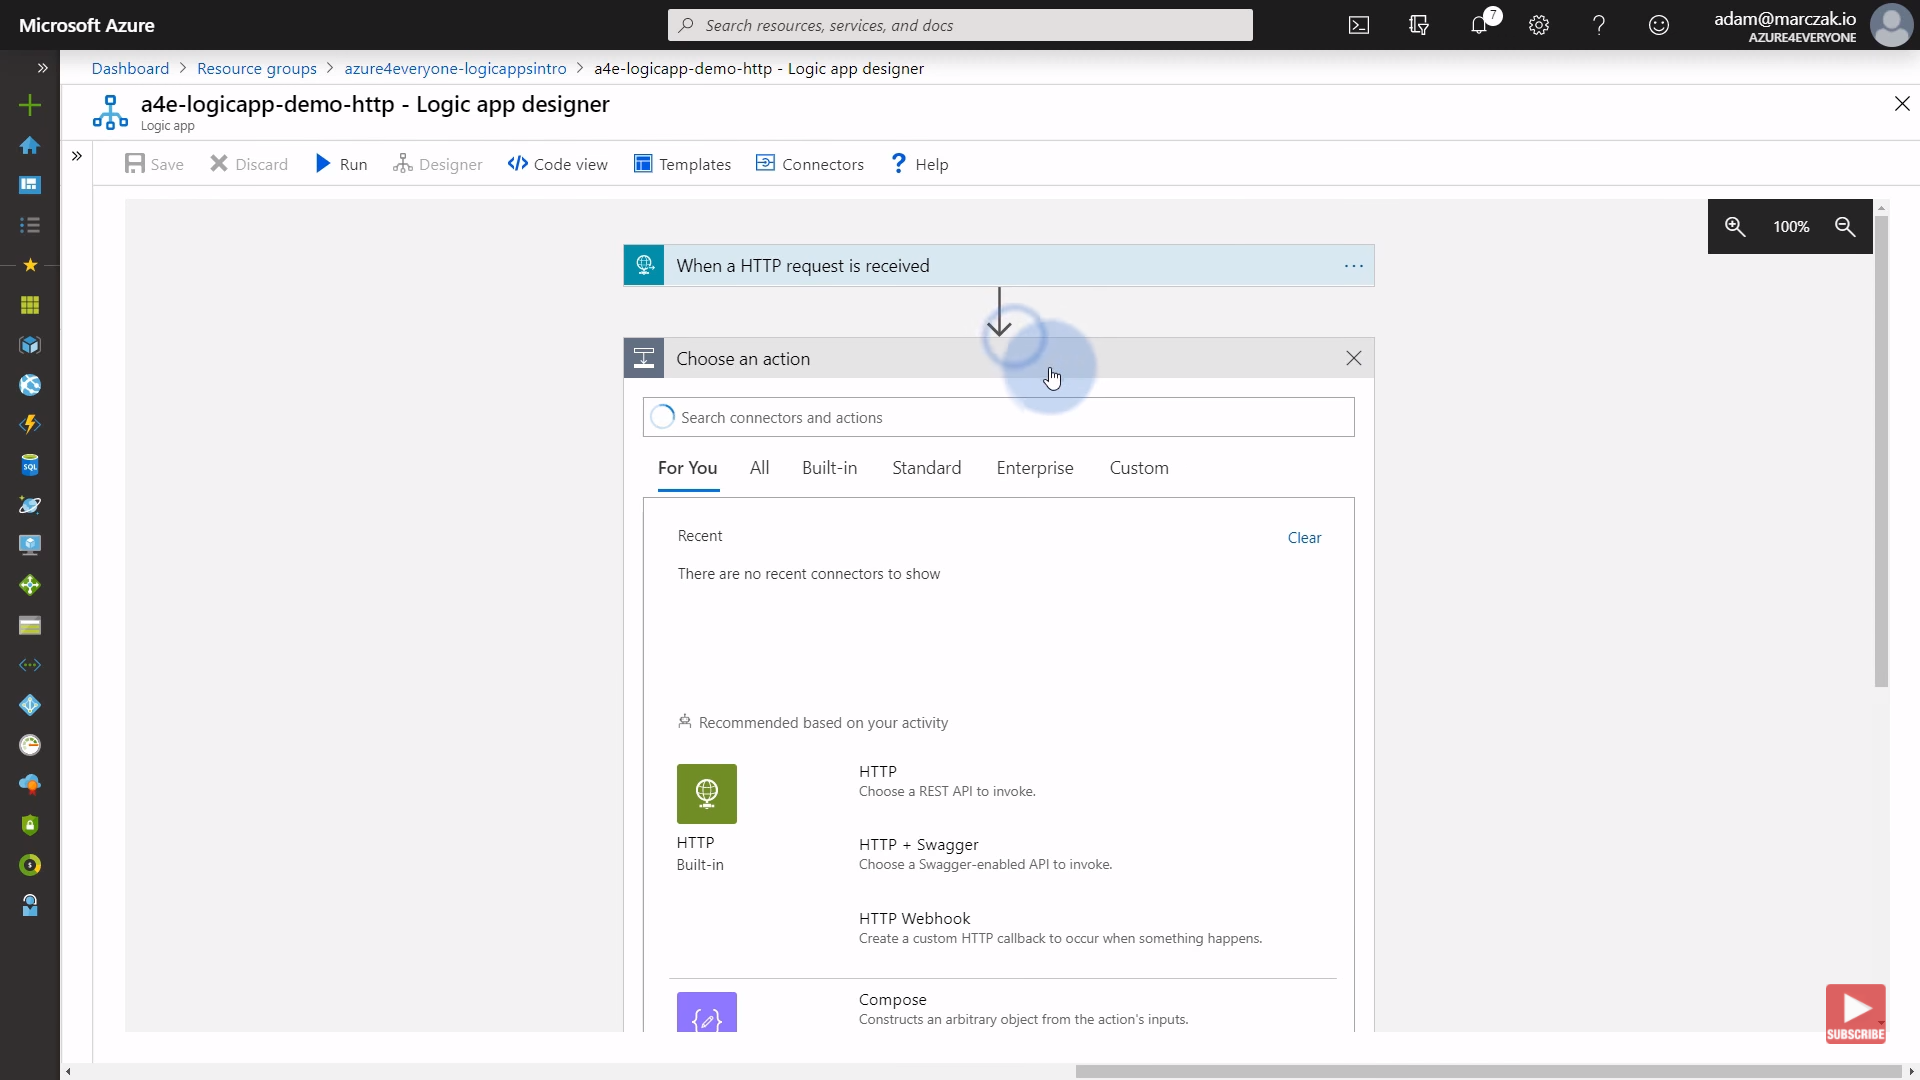 Microsoft Azure
Search resources, services, and docs
7
adam@marczak.io
AZURE4EVERYONE
Dashboard > Resource groups > azure4everyone-logicappsintro > a4e-logicapp-demo-http - Logic app designer
a4e-logicapp-demo-http - Logic app designer
Logic app
Save Discard Run Designer Code view Templates Connectors Help
100%
When a HTTP request is received
Choose an action
Search connectors and actions
For You All Built-in Standard Enterprise Custom
Recent
Clear
There are no recent connectors to show
Recommended based on your activity
HTTP
Built-in
HTTP
Choose a REST API to invoke.
HTTP + Swagger
Choose a Swagger-enabled API to invoke.
HTTP Webhook
Create a custom HTTP callback to occur when something happens.
Compose
Constructs an arbitrary object from the action's inputs.
SQL
SUBSCRIBE